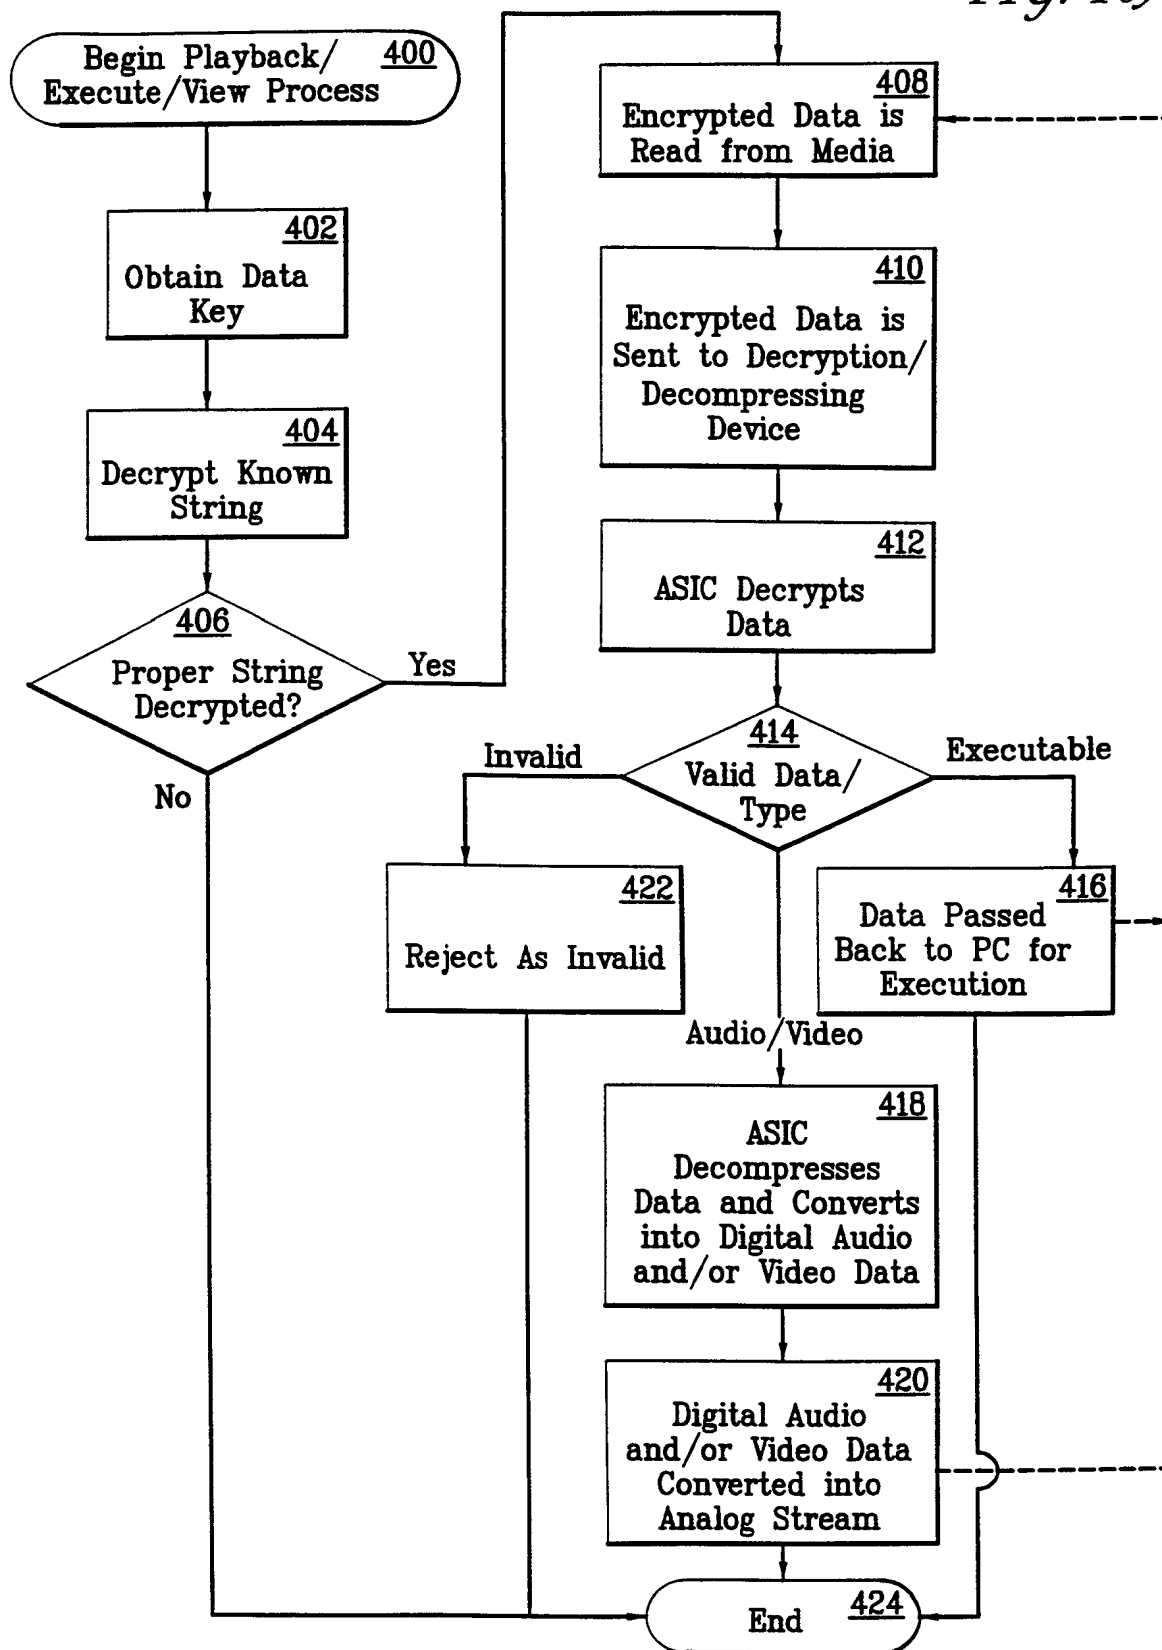 Begin Playback/ 400
Execute/View Process
402
Obtain Data
Key
404
Decrypt Known
String
406
Proper String
Decrypted?
Yes
No
408
Encrypted Data is
Read from Media
410
Encrypted Data is
Sent to Decryption/
Decompressing
Device
412
ASIC Decrypts
Data
414
Valid Data/
Type
Invalid
Executable
422
Reject As Invalid
416
Data Passed
Back to PC for
Execution
Audio/Video
418
ASIC
Decompresses
Data and Converts
into Digital Audio
and/or Video Data
420
Digital Audio
and/or Video Data
Converted into
Analog Stream
End 424